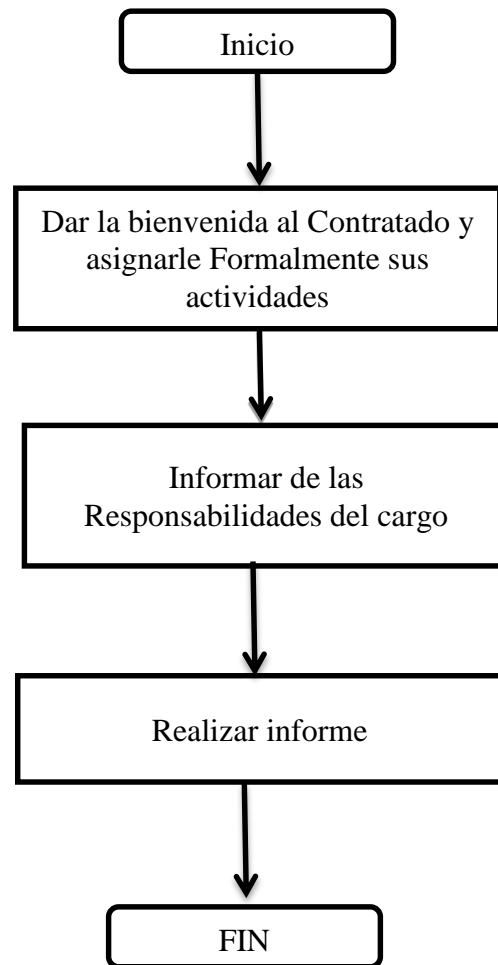 Inicio
Dar la bienvenida al Contratado y
asignarle Formalmente sus
actividades
Informar de las
Responsabilidades del cargo
Realizar informe
FIN